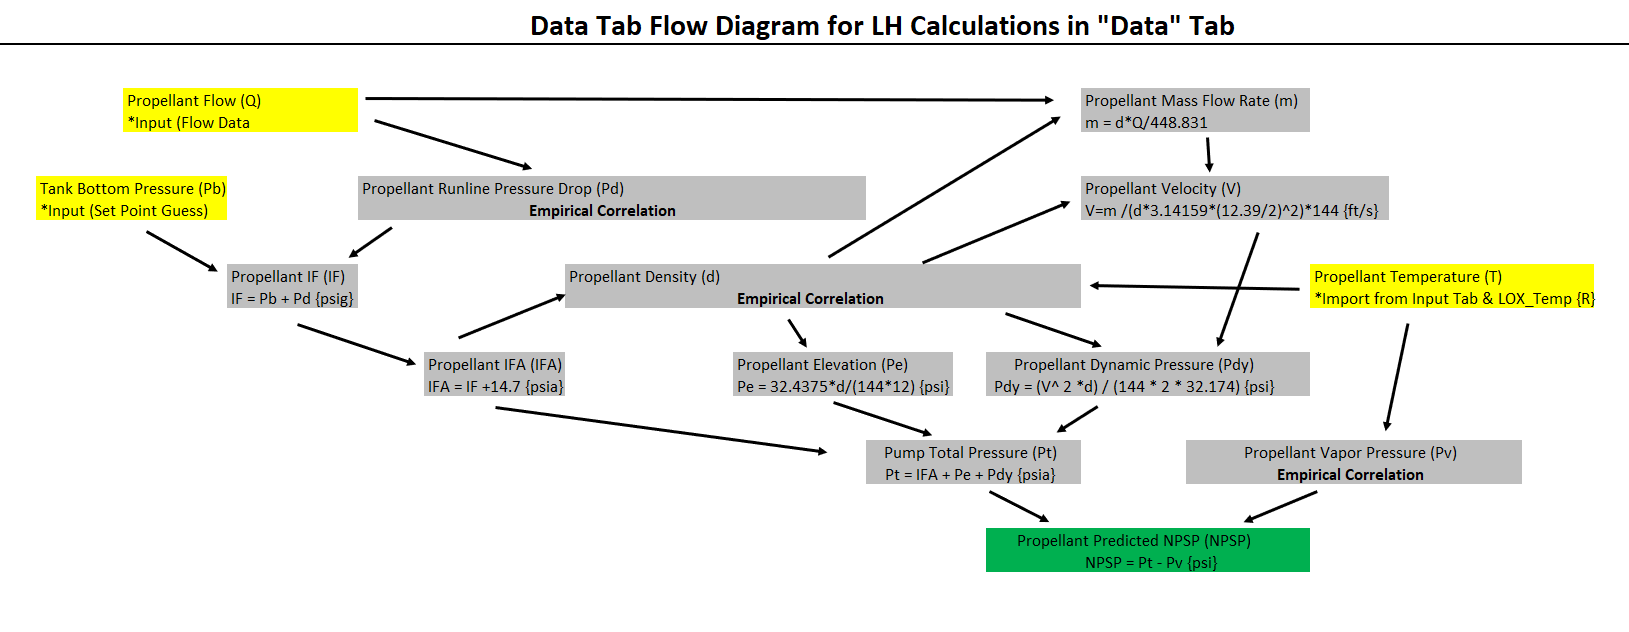 Data Tab Flow Diagram for LH Calculations in "Data" Tab
Propellant Flow (Q)
*Input (Flow Data
Propellant Mass Flow Rate (m)
m = d*Q/448.831
Tank Bottom Pressure (Pb)
*Input (Set Point Guess)
Propellant Runline Pressure Drop (Pd)
Empirical Correlation
Propellant Velocity (V)
V=m /(d*3.14159*(12.39/2)^2)*144 {ft/s}
Propellant IF (IF)
IF = Pb + Pd {psig}
Propellant Density (d)
Empirical Correlation
Propellant Temperature (T)
*Import from Input Tab & LOX_Temp {R}
Propellant IFA (IFA)
IFA = IF +14.7 {psia}
Propellant Elevation (Pe)
Pe = 32.4375*d/(144*12) {psi}
Propellant Dynamic Pressure (Pdy)
Pdy = (V^ 2 *d) / (144 * 2 * 32.174) {psi}
Pump Total Pressure (Pt)
Pt = IFA + Pe + Pdy {psia}
Propellant Vapor Pressure (Pv)
Empirical Correlation
Propellant Predicted NPSP (NPSP)
NPSP = Pt - Pv {psi}